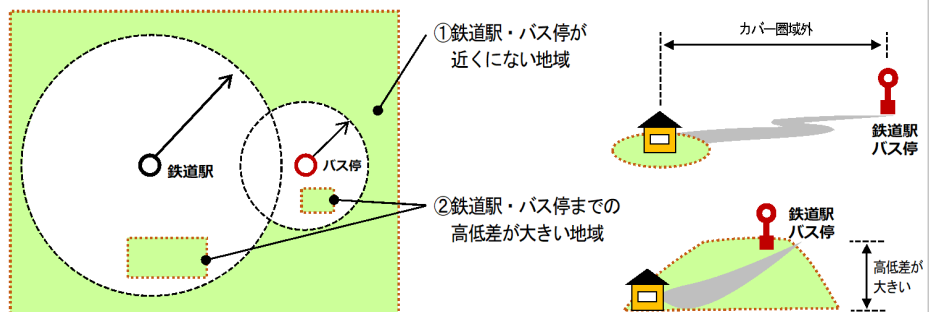 ①鉄道駅・バス停が
近くにない地域
鉄道駅
バス停
②鉄道駅・バス停までの
高低差が大きい地域
カバー圏域外
鉄道駅
バス停
鉄道駅
バス停
高低差が
大きい